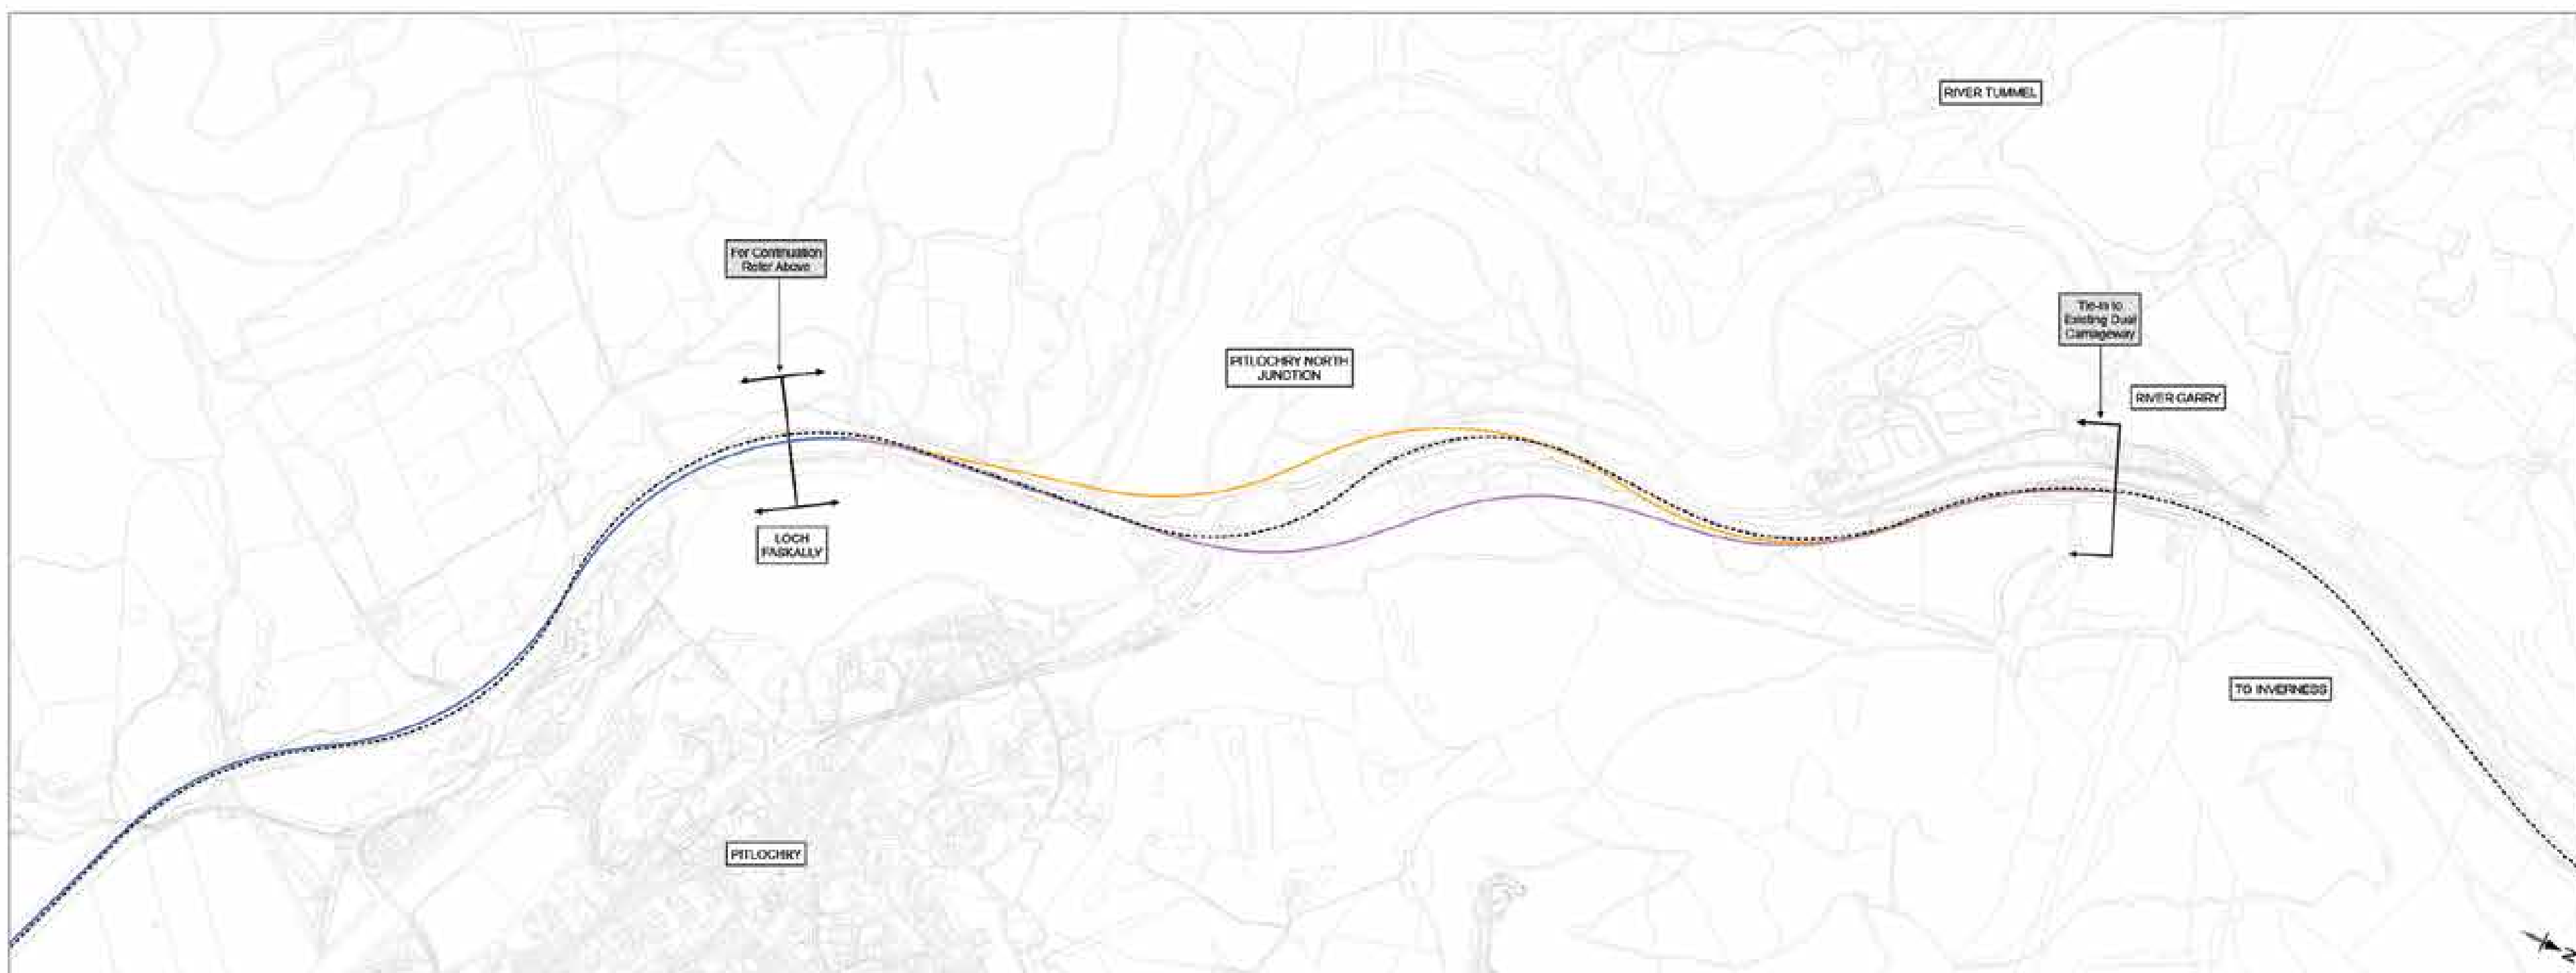 RIVER TUMMEL
For Continuation
Refer Above
Tie-in to
Existing Dual
Carriageway
PITLOCHRY NORTH
JUNCTION
RIVER GARRY
LOCH
FASKALLY
TO INVERNESS
PITLOCHRY
N